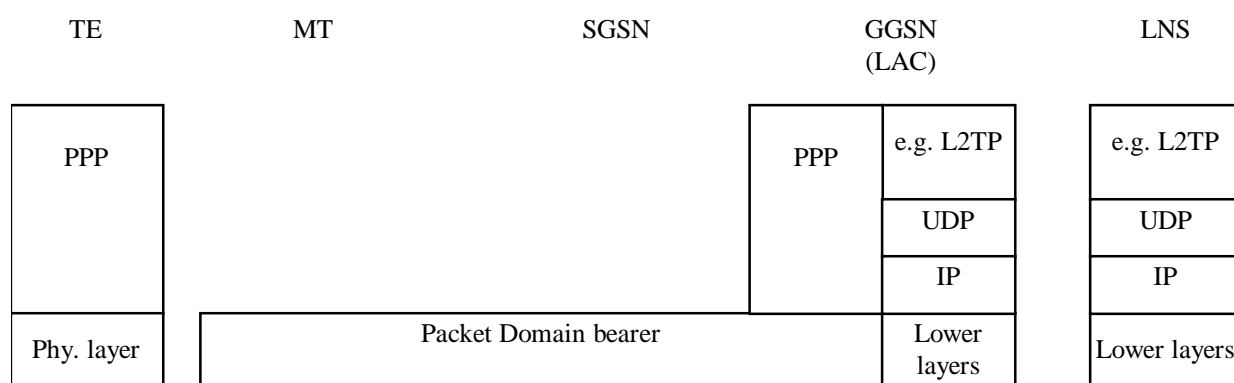 TE MT SGSN GGSN LNS
(LAC)
PPP PPP e.g. L2TP e.g. L2TP
UDP UDP
IP IP
Phy. layer Packet Domain bearer Lower Lower layers
layers